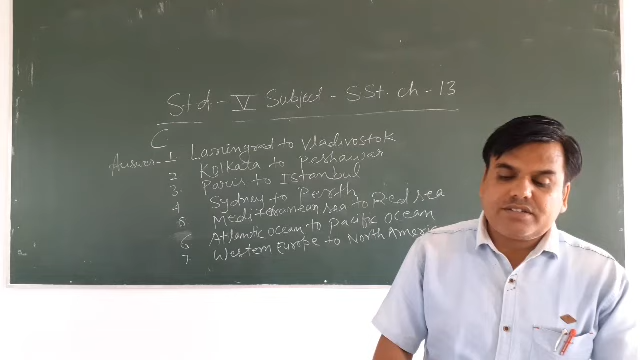 Std - V Subject - S.St. ch - 13
C
Answer - 1 Lasningrad to Vladivostok
2 Kolkata to Peshawar
3 Paris to Istanbul
4 Sydney to Perth
5 Mediterranean sea to Red sea
6 Atlantic ocean to Pacific ocean
7 Western Europe to North America